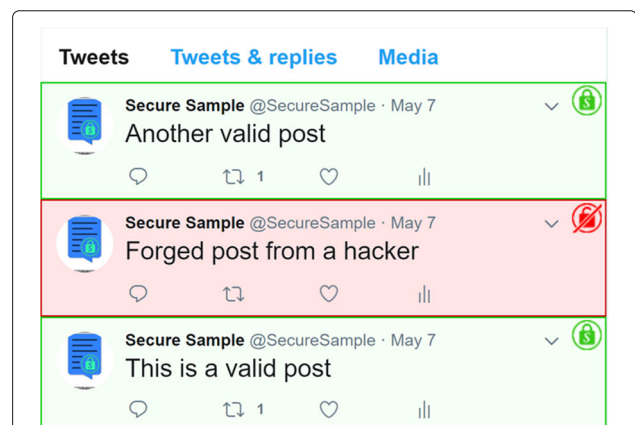 Tweets Tweets & replies Media
Secure Sample @SecureSample · May 7
Another valid post
1
Secure Sample @SecureSample · May 7
Forged post from a hacker
Secure Sample @SecureSample · May 7
This is a valid post
1